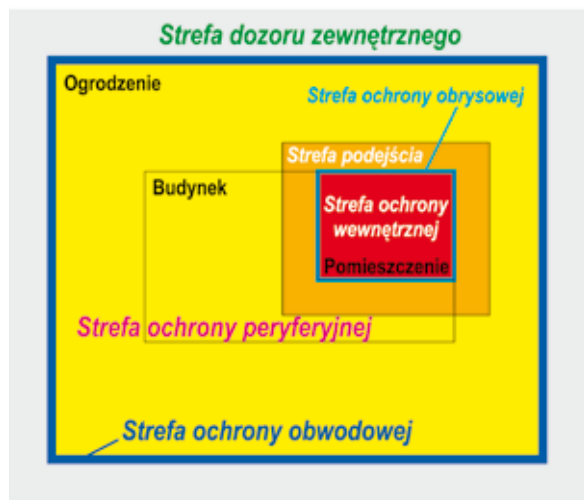 Strefa dozoru zewnętrznego
Ogrodzenie
Strefa ochrony obrysowej
Strefa podejścia
Budynek
Strefa ochrony
wewnętrznej
Pomieszczenie
Strefa ochrony peryferyjnej
Strefa ochrony obwodowej